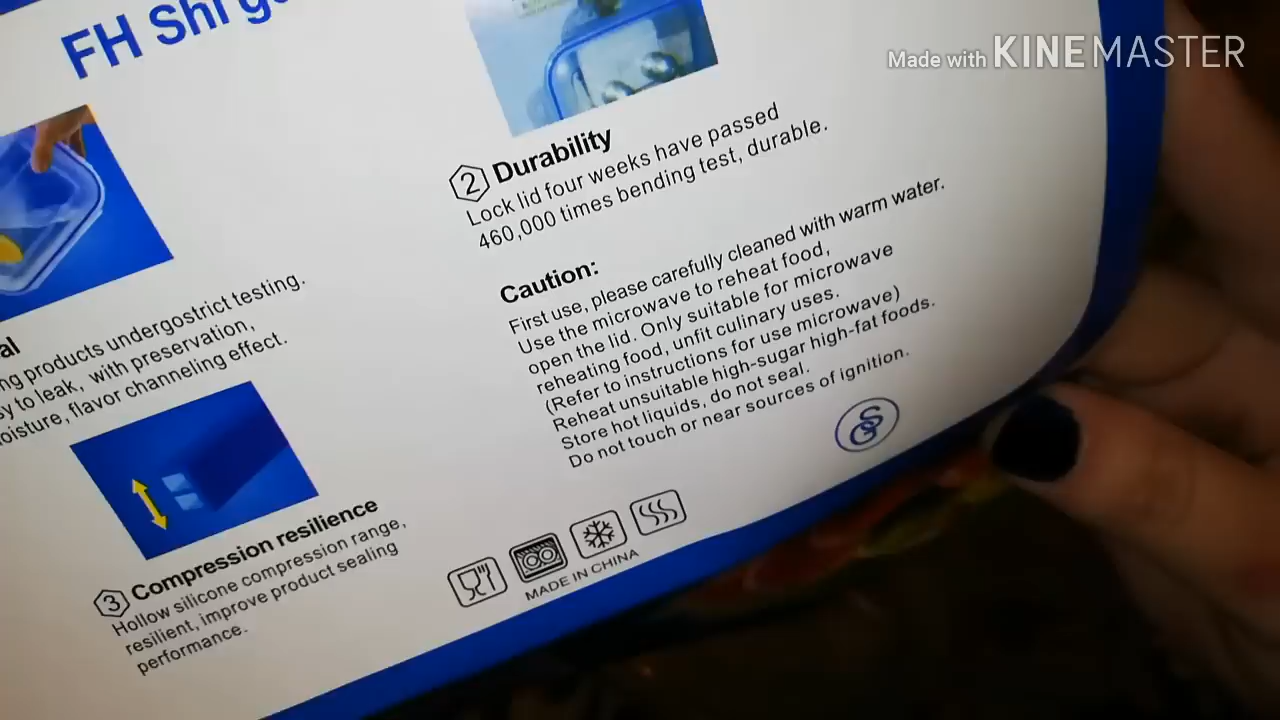 FH Shi
Made with KINEMASTER
2 Durability
Lock lid four weeks have passed
460,000 times bending test, durable.
Caution:
First use, please carefully cleaned with warm water.
Use the microwave to reheat food,
open the lid. Only suitable for microwave
reheating food, unfit culinary uses.
(Refer to instructions for use microwave)
Reheat unsuitable high-sugar high-fat foods.
Store hot liquids, do not seal.
Do not touch or near sources of ignition.
al
ng products undergostrict testing.
sy to leak, with preservation,
oisture, flavor channeling effect.
3 Compression resilience
Hollow silicone compression range,
resilient, improve product sealing
performance.
MADE IN CHINA